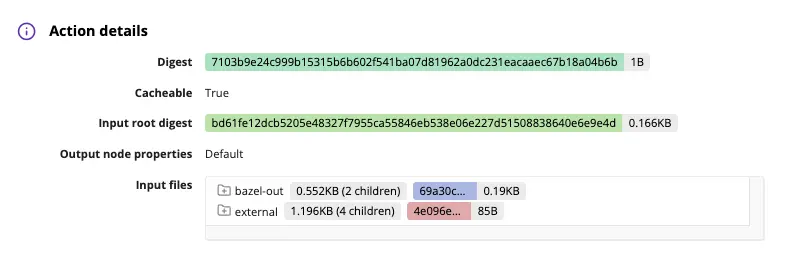 Action details
Digest 7103b9e24c999b15315b6b602f541ba07d81962a0dc231eacaaec67b18a04b6b 1B
Cacheable True
Input root digest bd61fe12dcb5205e48327f7955ca55846eb538e06e227d51508838640e6e9e4d 0.166KB
Output node properties Default
Input files
bazel-out 0.552KB (2 children) 69a30c... 0.19KB
external 1.196KB (4 children) 4e096e... 85B